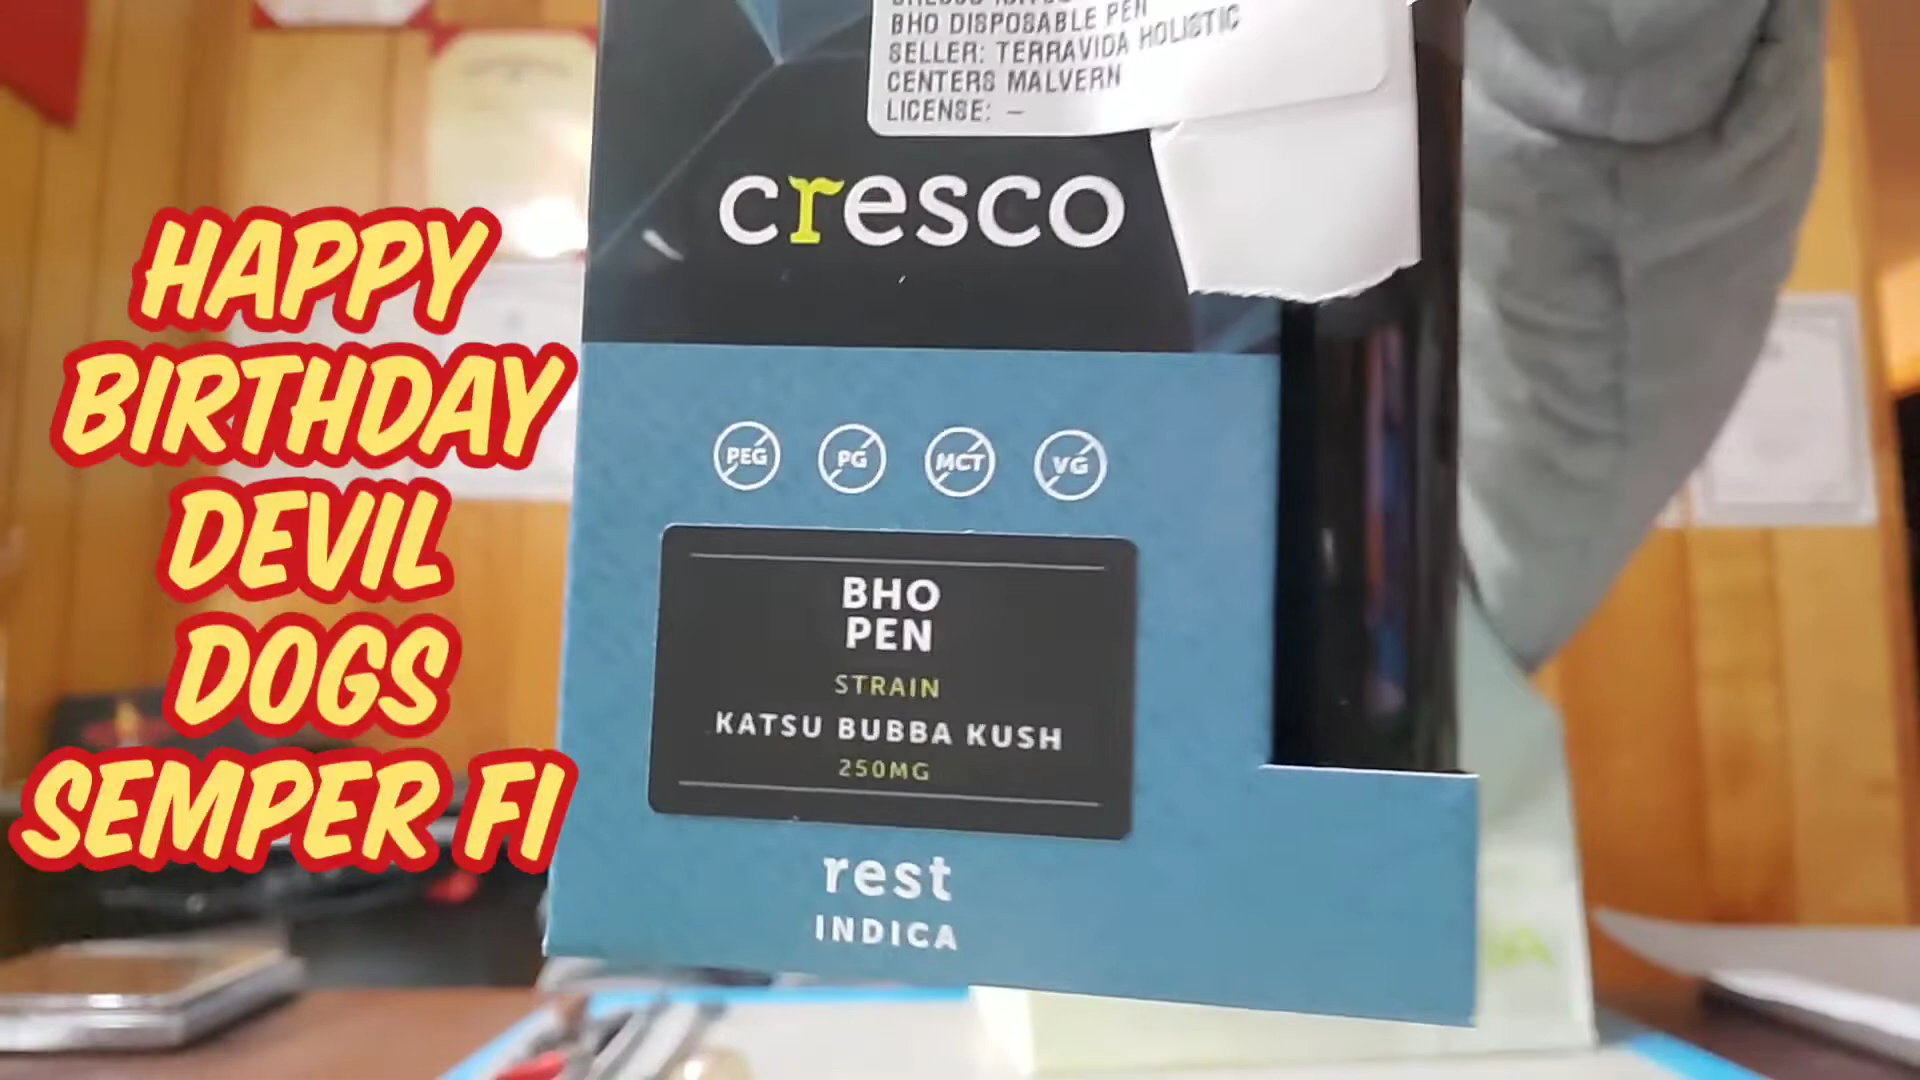 BHO DISPOSABLE PEN
SELLER: TERRAVIDA HOLISTIC
CENTERS MALVERN
LICENSE: –
cresco
HAPPY
BIRTHDAY
DEVIL
DOGS
SEMPER FI
PEG PG MCT VG
BHO
PEN
STRAIN
KATSU BUBBA KUSH
250MG
rest
INDICA